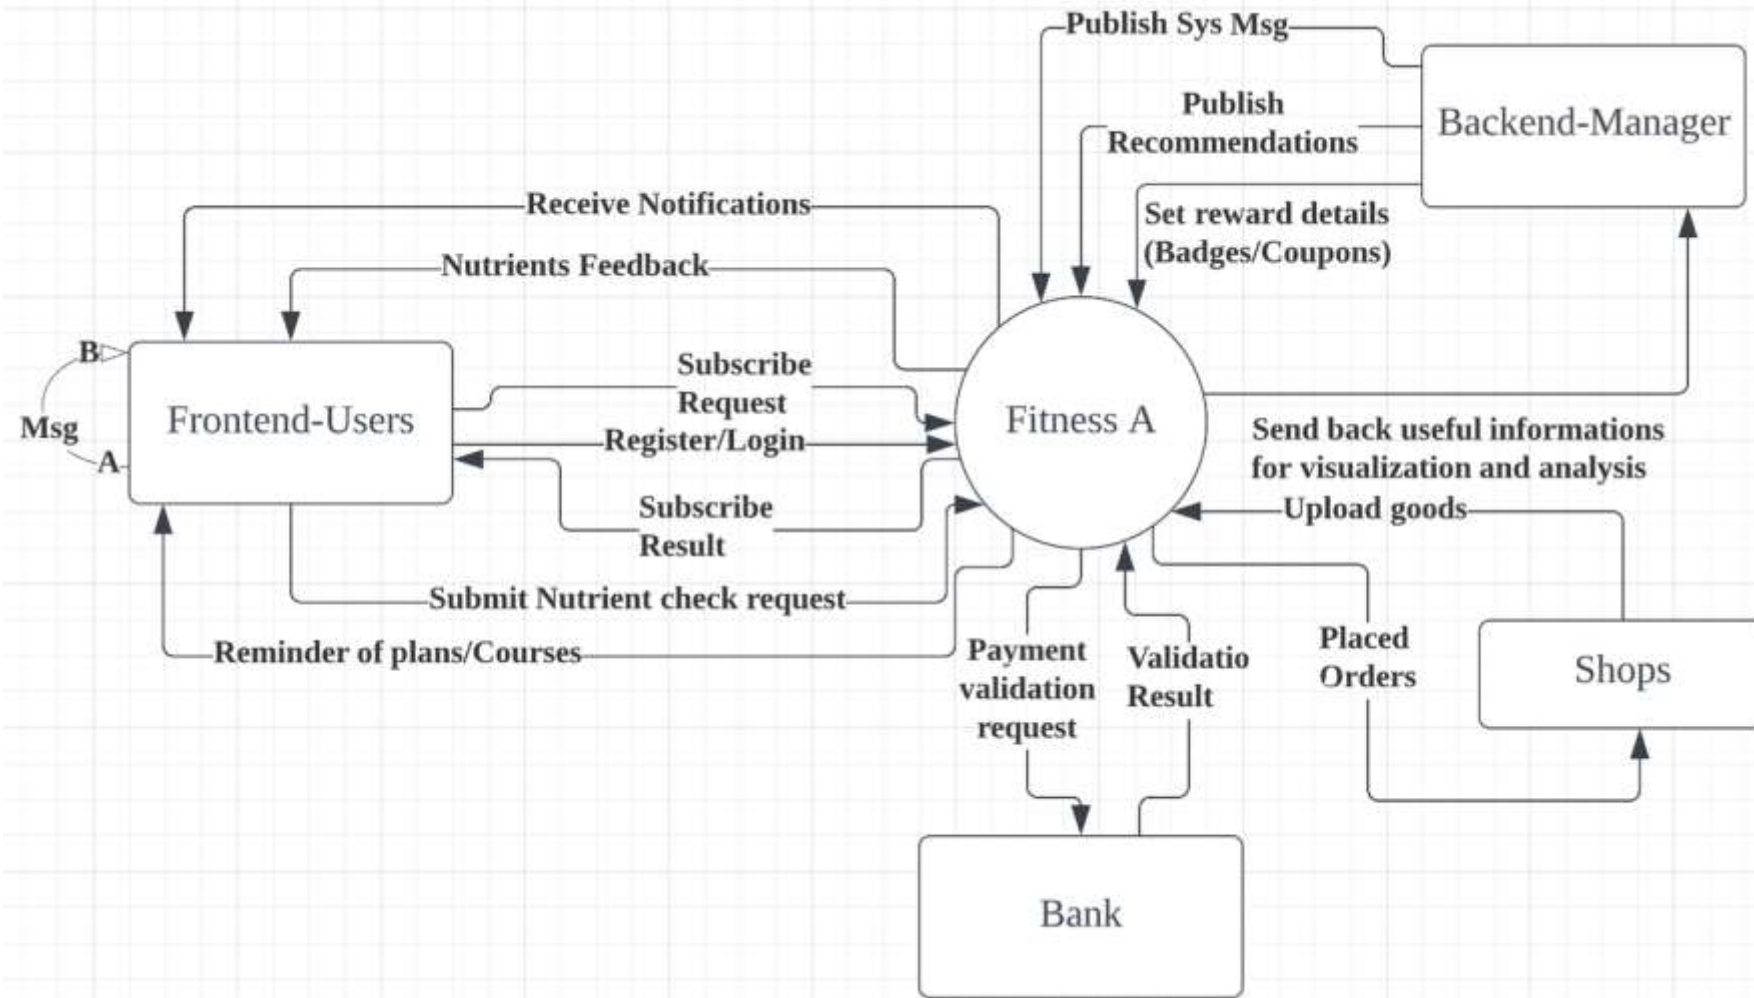 Publish Sys Msg
Publish
Recommendations
Backend-Manager
Receive Notifications
Set reward details
(Badges/Coupons)
Nutrients Feedback
B
Msg
A
Frontend-Users
Subscribe
Request
Register/Login
Fitness A
Send back useful informations
for visualization and analysis
Subscribe
Result
Upload goods
Submit Nutrient check request
Reminder of plans/Courses
Payment
validation
request
Validatio
Result
Placed
Orders
Shops
Bank